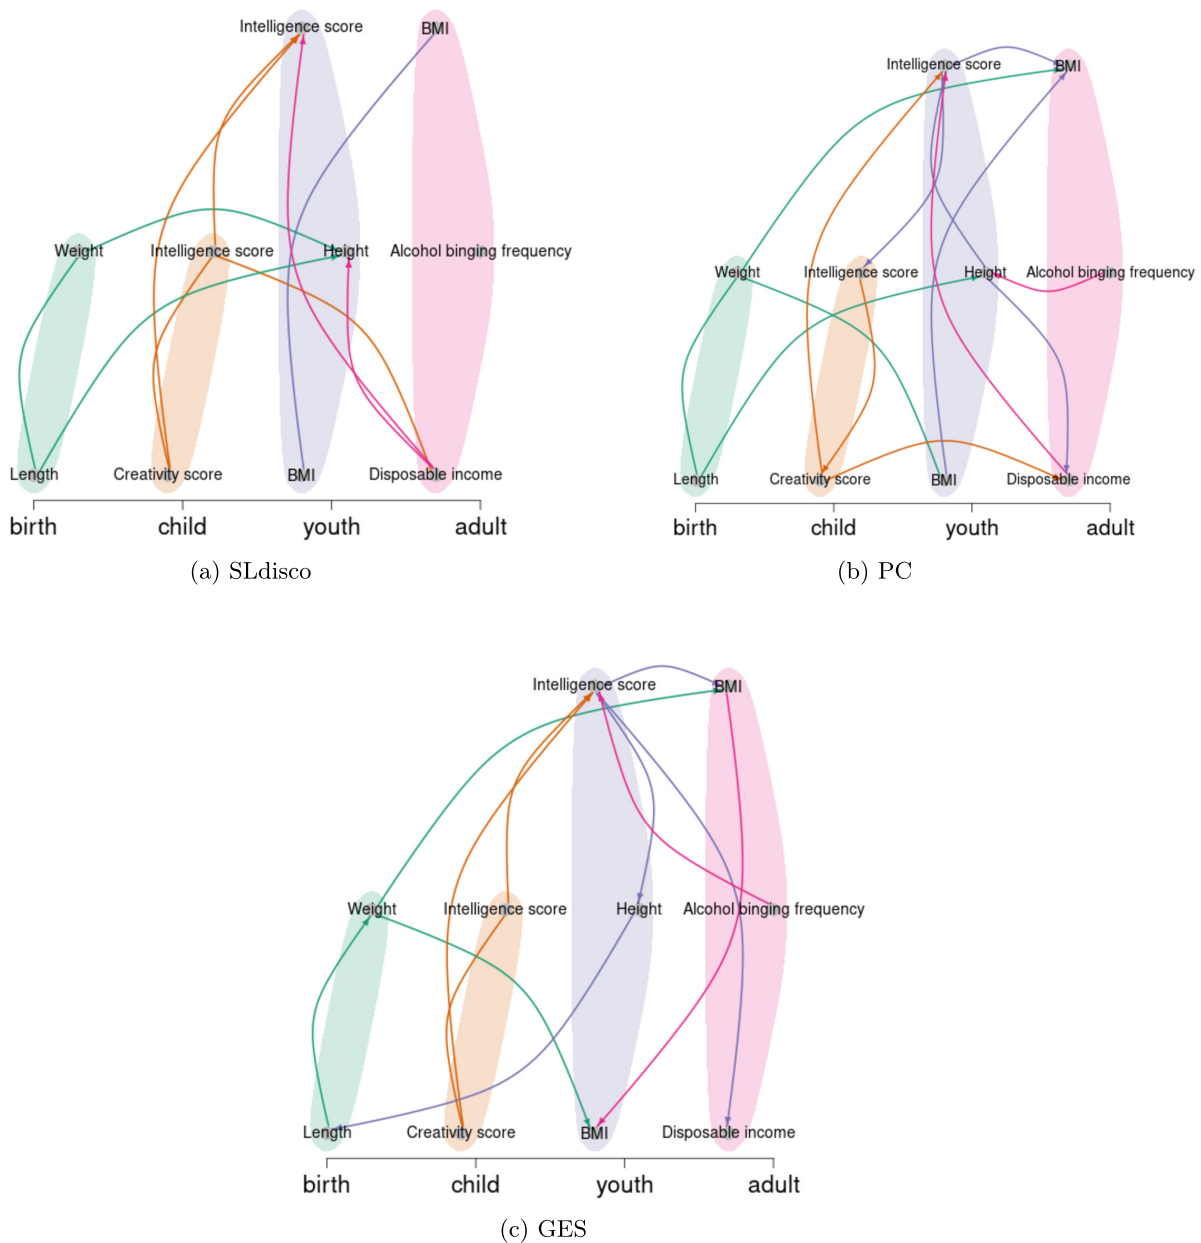 Intelligence score
BMI
Weight
Intelligence score
Height
Alcohol binging frequency
Length
Creativity score
BMI
Disposable income
birth
child
youth
adult
(a) SLdisco
Intelligence score
BMI
Weight
Intelligence score
Height
Alcohol binging frequency
Length
Creativity score
BMI
Disposable income
birth
child
youth
adult
(b) PC
Intelligence score
BMI
Weight
Intelligence score
Height
Alcohol binging frequency
Length
Creativity score
BMI
Disposable income
birth
child
youth
adult
(c) GES